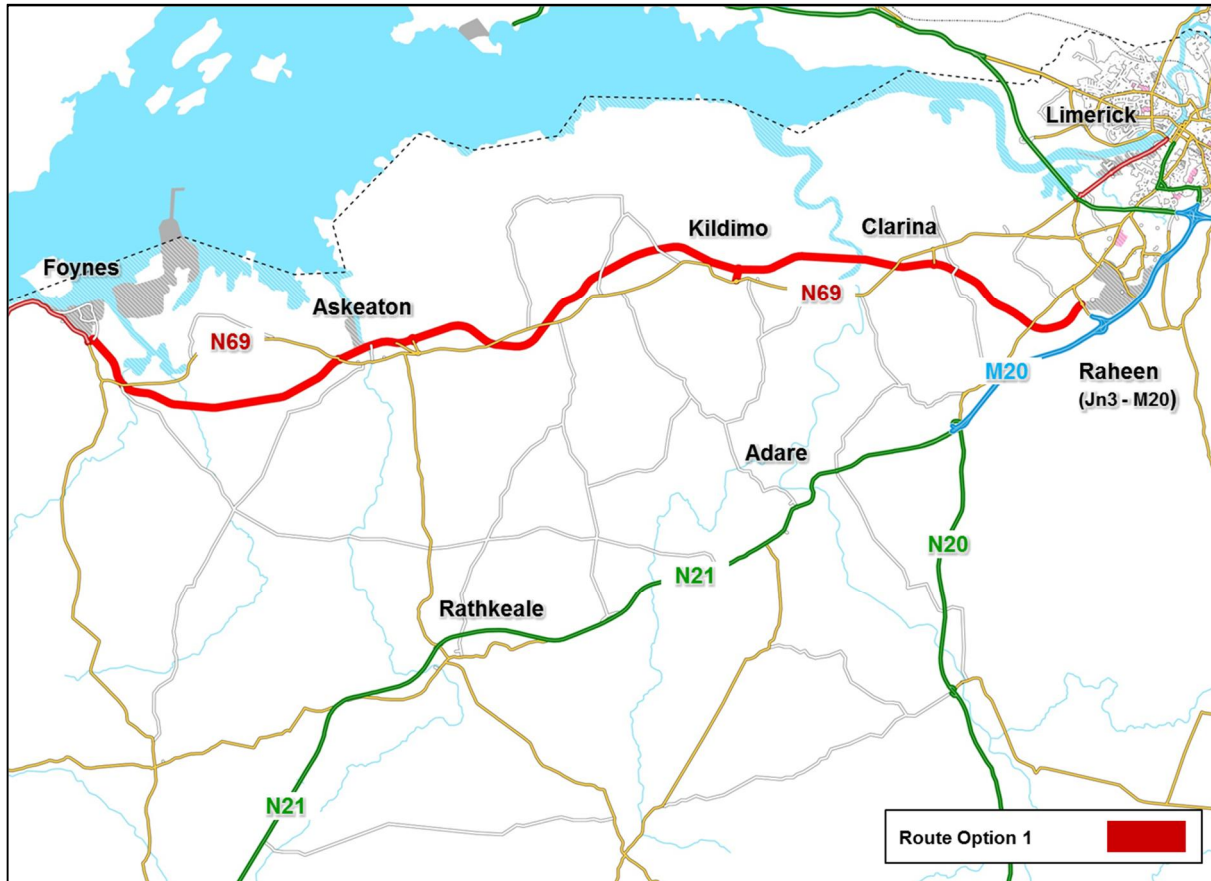 Limerick
Kildimo
Clarina
Foynes
Askeaton
N69
N69
M20
Raheen
(Jn3 - M20)
Adare
N20
N21
Rathkeale
N21
Route Option 1